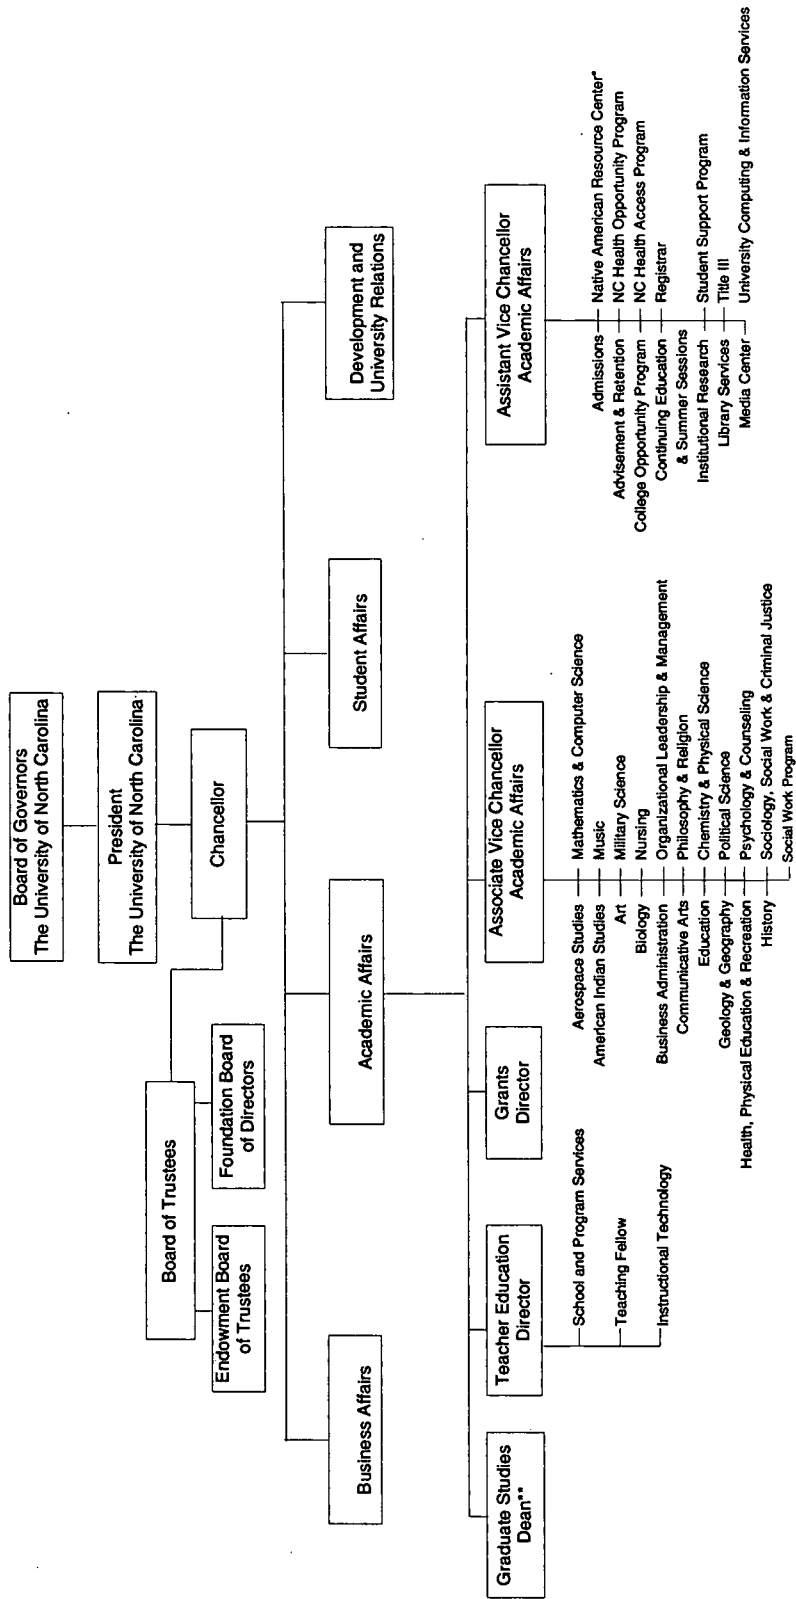 Board of Governors
The University of North Carolina
President
The University of North Carolina
Chancellor
Board of Trustees
Endowment Board
of Trustees
Foundation Board
of Directors
Business Affairs
Academic Affairs
Student Affairs
Development and
University Relations
Graduate Studies
Dean**
Teacher Education
Director
School and Program Services
Teaching Fellow
Instructional Technology
Grants
Director
Associate Vice Chancellor
Academic Affairs
Aerospace Studies
Mathematics & Computer Science
American Indian Studies
Music
Art
Military Science
Biology
Nursing
Business Administration
Organizational Leadership & Management
Communicative Arts
Philosophy & Religion
Education
Chemistry & Physical Science
Geology & Geography
Political Science
Health, Physical Education & Recreation
Psychology & Counseling
History
Sociology, Social Work & Criminal Justice
Social Work Program
Assistant Vice Chancellor
Academic Affairs
Admissions
Native American Resource Center*
Advisement & Retention
NC Health Opportunity Program
College Opportunity Program
NC Health Access Program
Continuing Education
& Summer Sessions
Registrar
Institutional Research
Student Support Program
Library Services
Title III
Media Center
University Computing & Information Services